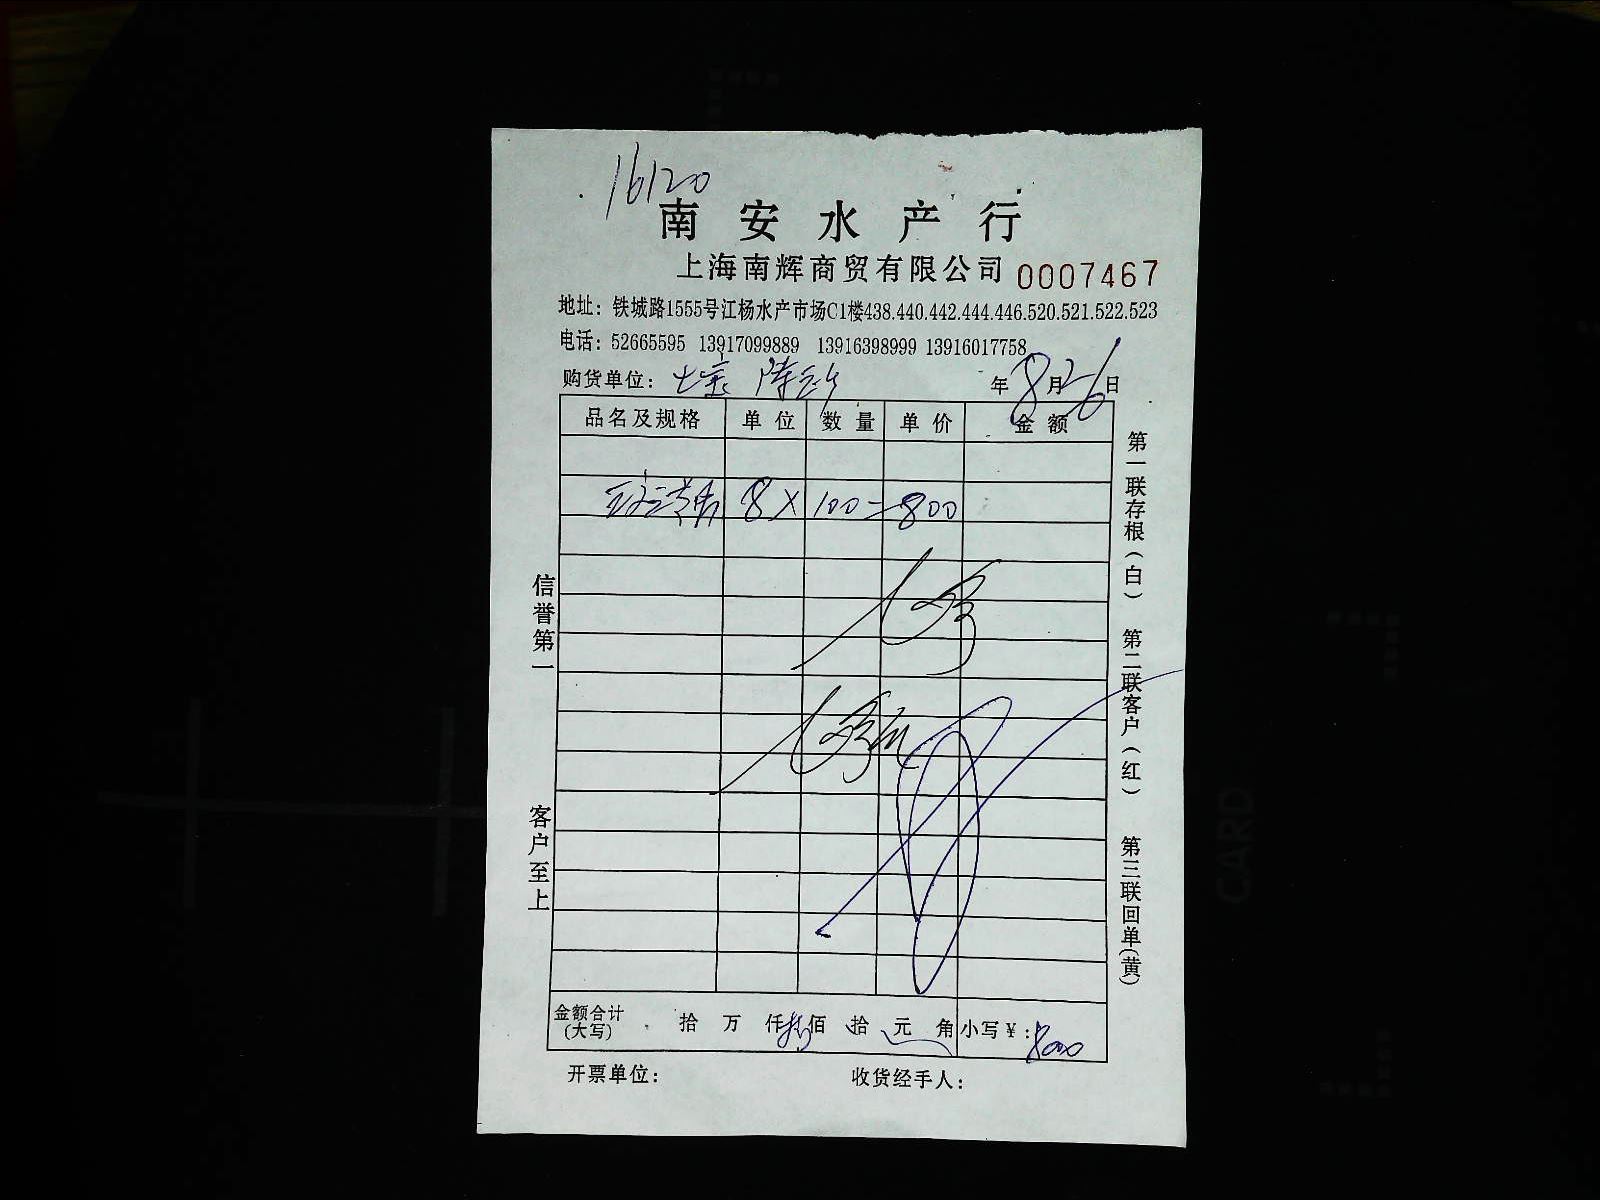 16120
南安水产行
上海南辉商贸有限公司 0007467
地址：铁城路1555号江杨水产市场C1楼438.440.442.444.446.520.521.522.523
电话：52665595 13917099889 13916398999 13916017758
购货单位： 年8月26日
品名及规格 单位 数量 单价 金额
8 X 100=800
信誉第一
客户至上
第一联存根（白） 第二联客户（红） 第三联回单（黄）
金额合计（大写） 拾 万 仟 佰 拾 元 角 小写￥：
开票单位： 收货经手人：